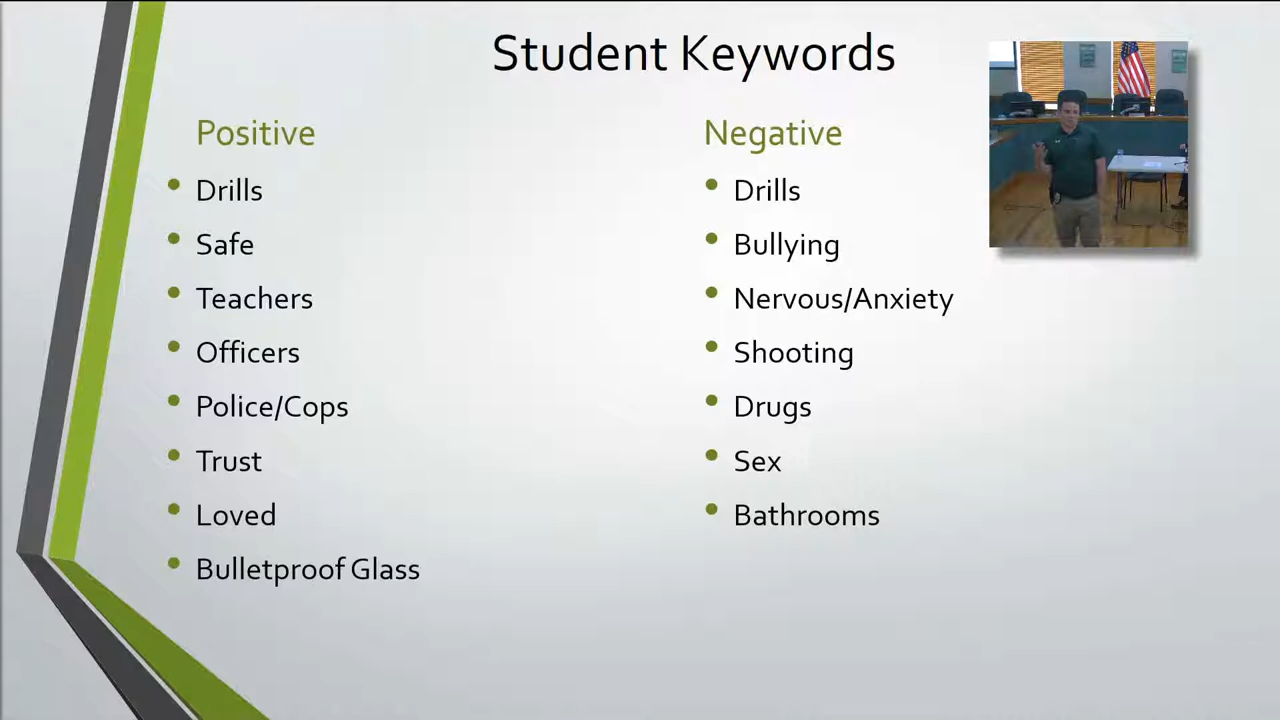 Student Keywords
Positive
Drills
Safe
Teachers
Officers
Police/Cops
Trust
Loved
Bulletproof Glass
Negative
Drills
Bullying
Nervous/Anxiety
Shooting
Drugs
Sex
Bathrooms